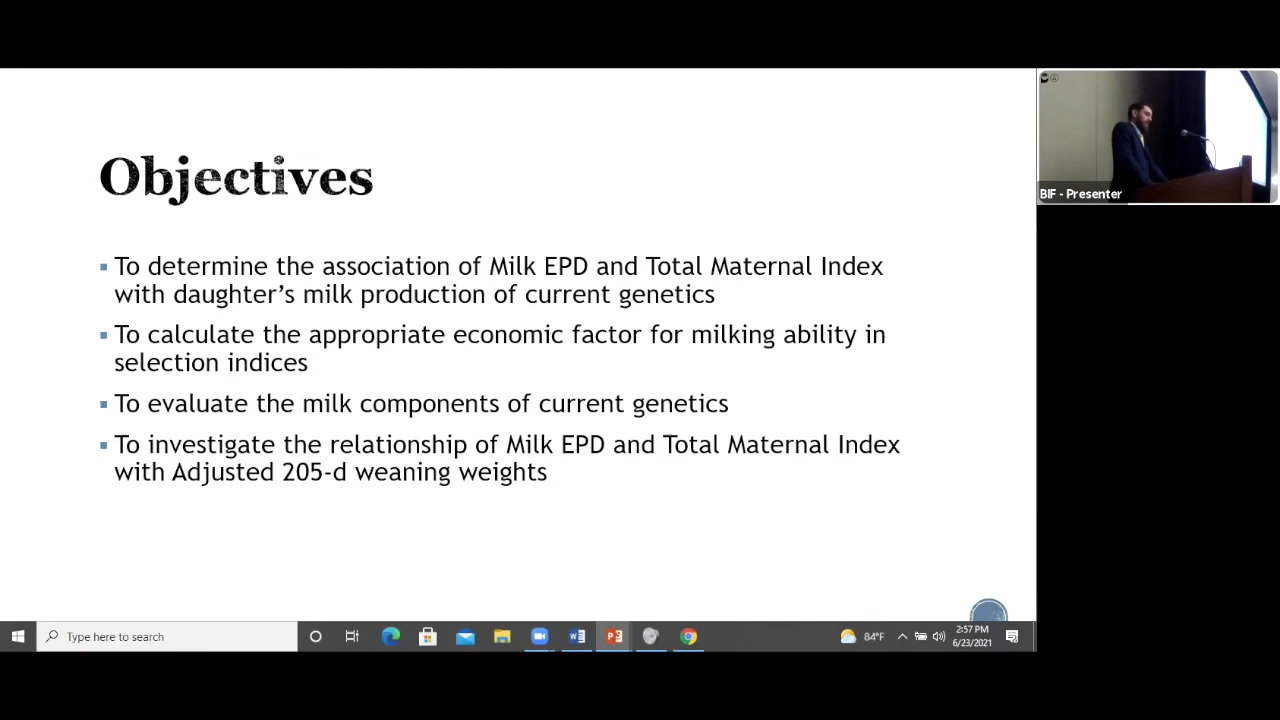 Objectives
To determine the association of Milk EPD and Total Maternal Index
with daughter's milk production of current genetics
To calculate the appropriate economic factor for milking ability in
selection indices
To evaluate the milk components of current genetics
To investigate the relationship of Milk EPD and Total Maternal Index
with Adjusted 205-d weaning weights
BIF - Presenter
Type here to search
84°F
2:57 PM
6/23/2021